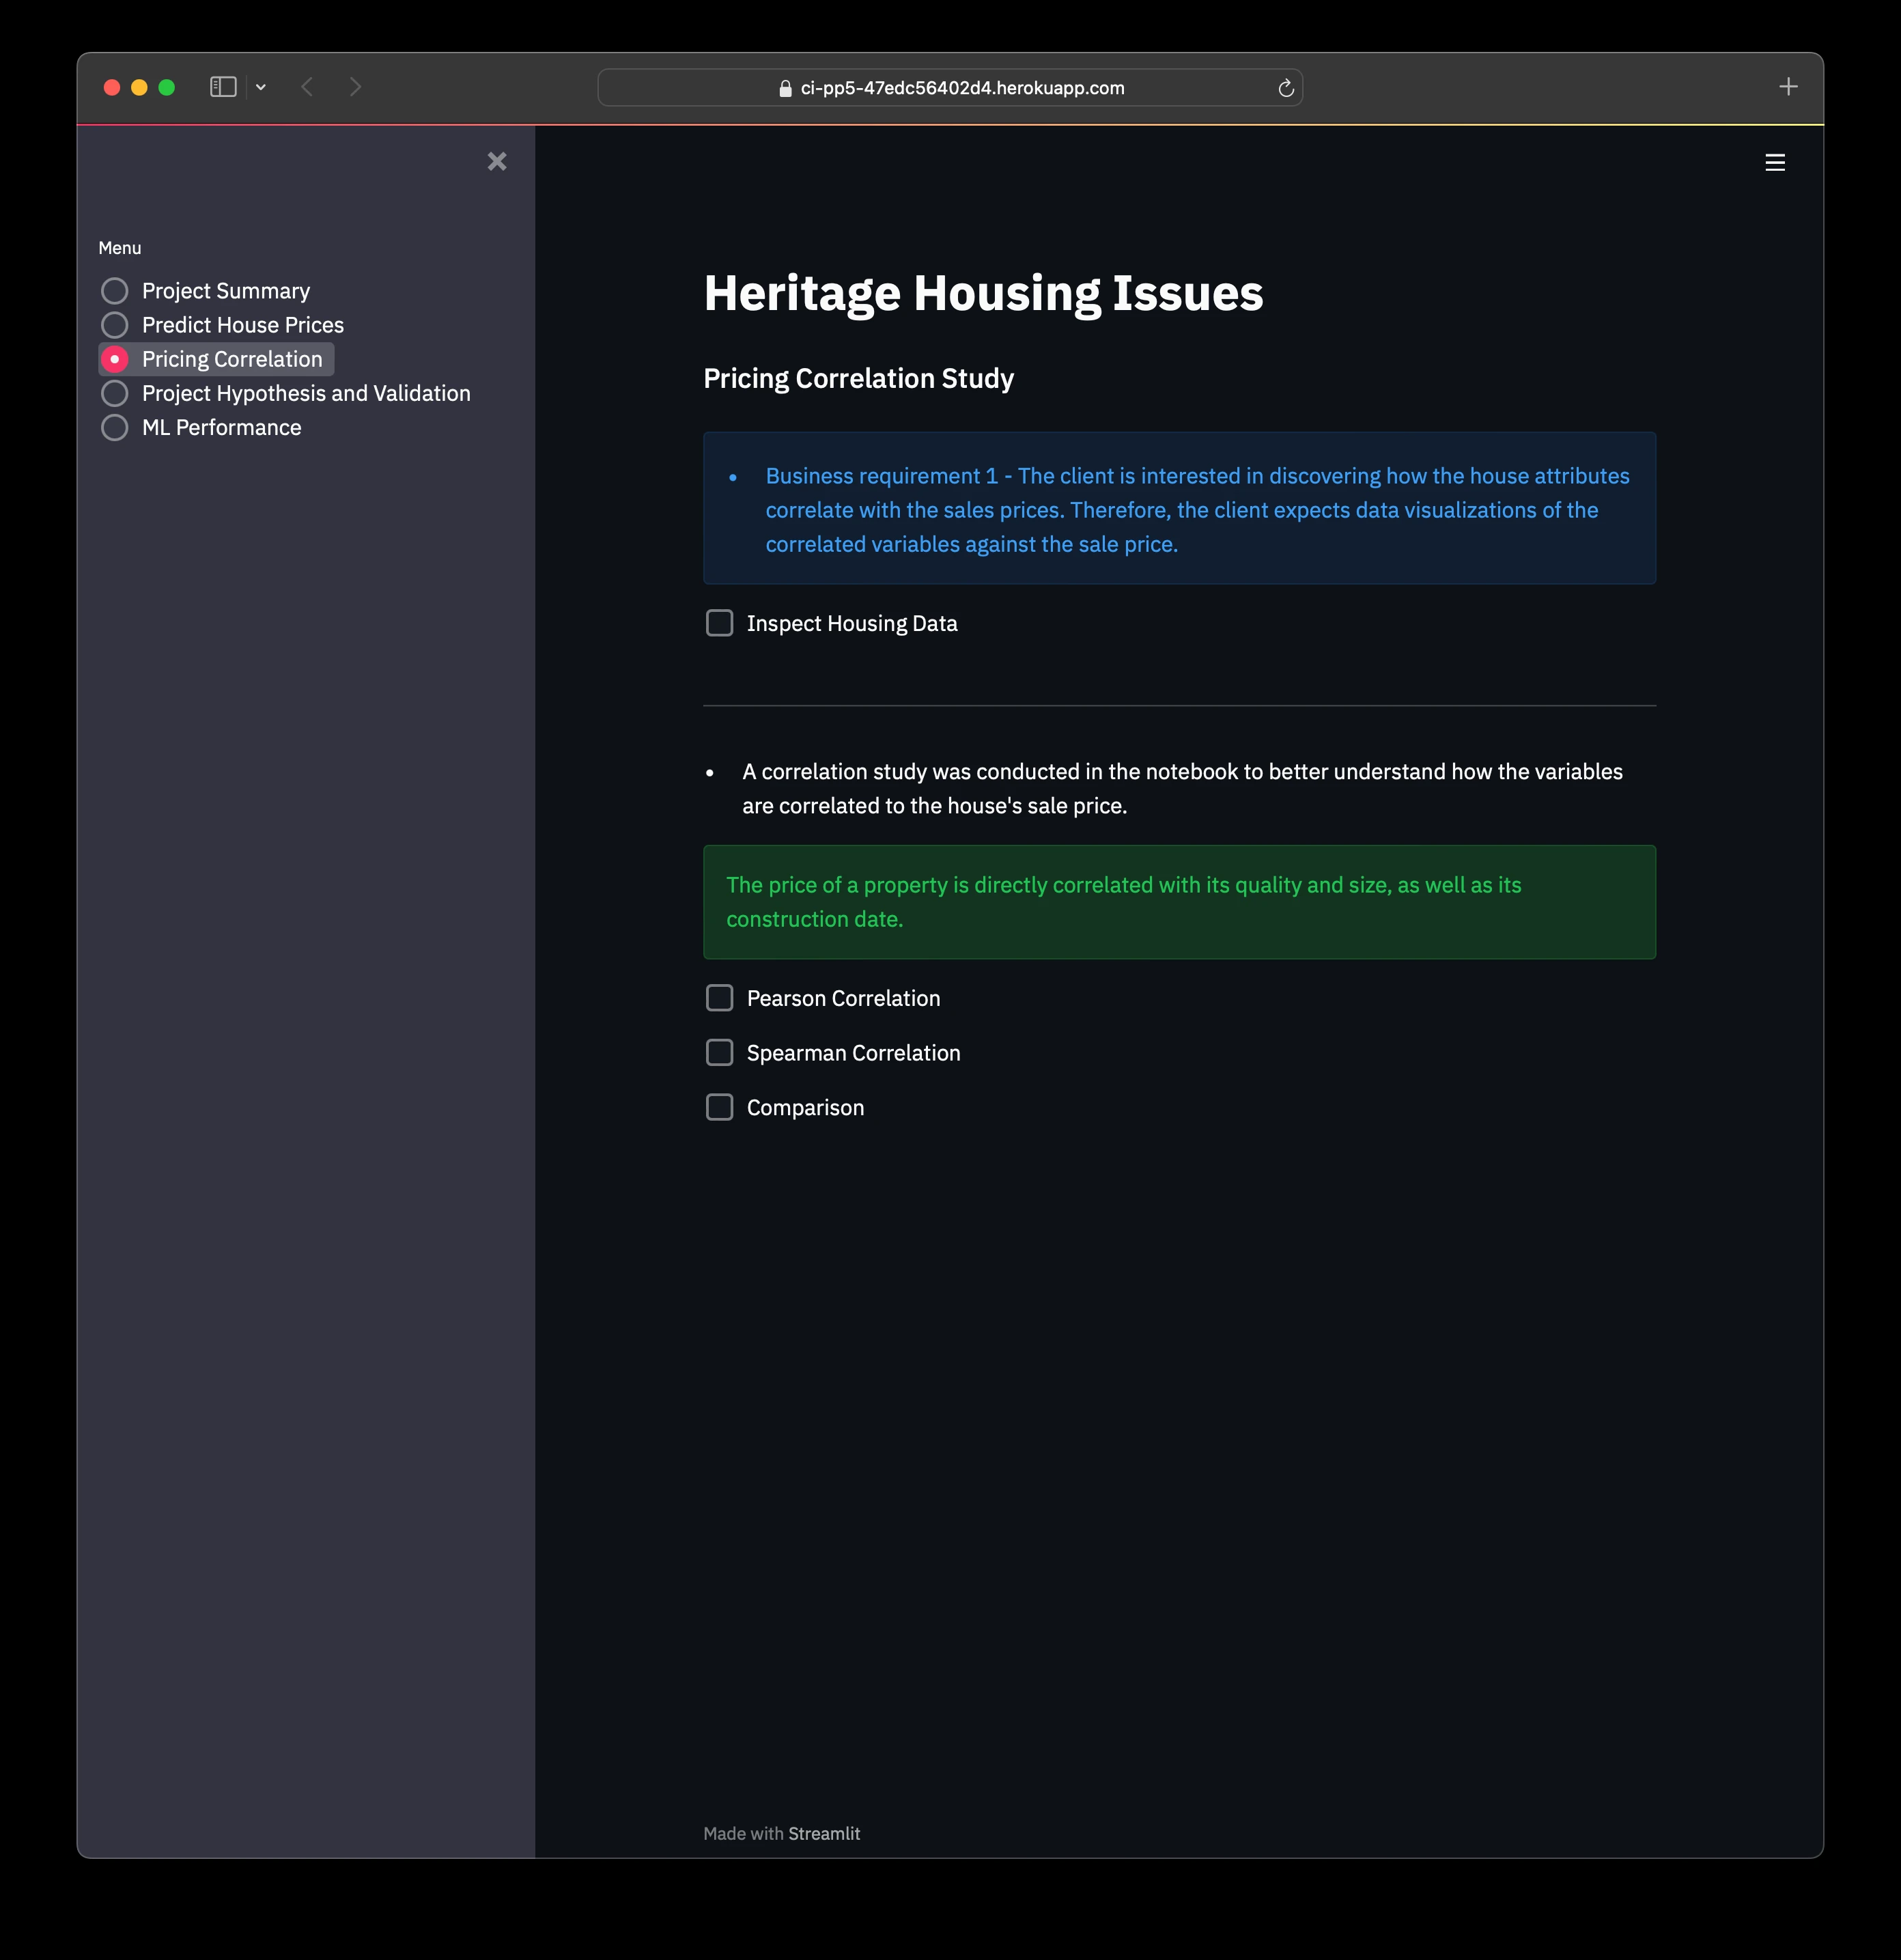 ci-pp5-47edc56402d4.herokuapp.com
Menu
Project Summary
Predict House Prices
Pricing Correlation
Project Hypothesis and Validation
ML Performance
Heritage Housing Issues
Pricing Correlation Study
Business requirement 1 - The client is interested in discovering how the house attributes
correlate with the sales prices. Therefore, the client expects data visualizations of the
correlated variables against the sale price.
Inspect Housing Data
A correlation study was conducted in the notebook to better understand how the variables
are correlated to the house's sale price.
The price of a property is directly correlated with its quality and size, as well as its
construction date.
Pearson Correlation
Spearman Correlation
Comparison
Made with Streamlit